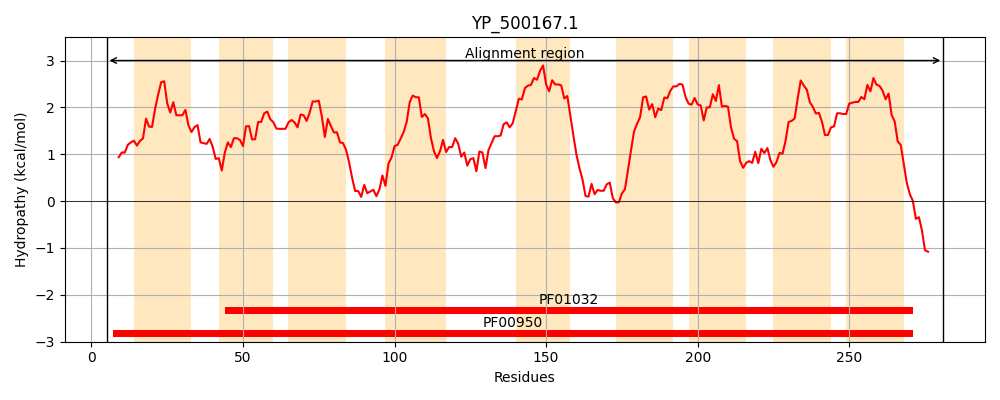 YP_500167.1
Alignment region
Hydropathy (kcal/mol)
3
2
1
0
−1
−2
−3
PF01032
PF00950
0
50
100
150
200
250
Residues